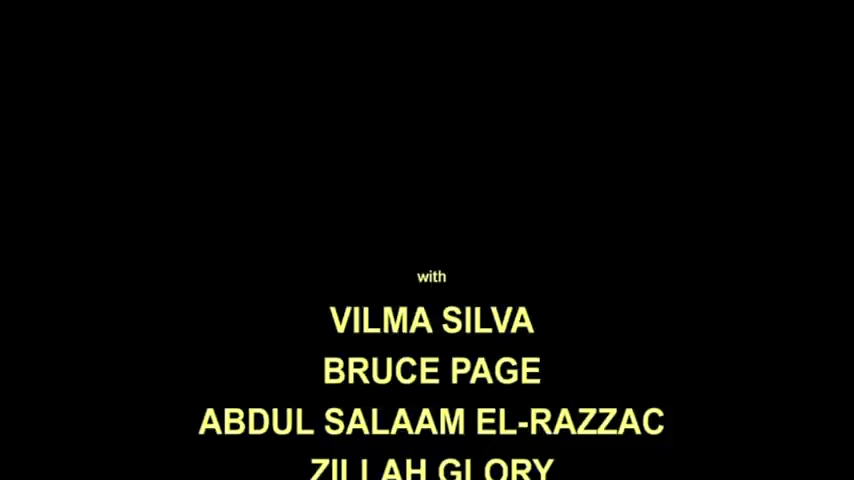 with
VILMA SILVA
BRUCE PAGE
ABDUL SALAAM EL-RAZZAC
ZILLAH GLORY